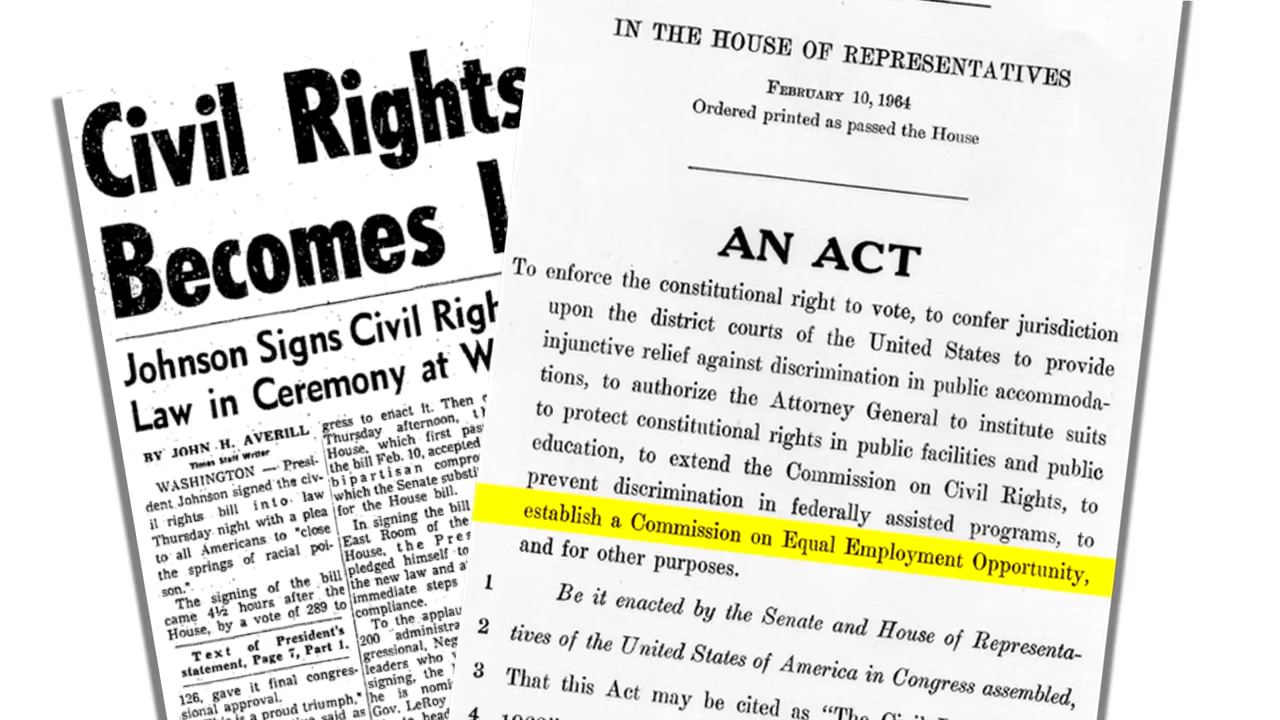 Civil Rights
Becomes
Johnson Signs Civil Righ
Law in Ceremony at W
BY JOHN H. AVERILL
Times Staff Writer
WASHINGTON — Presi-
dent Johnson signed the civ-
il rights bill into law
Thursday night with a plea
to all Americans to "close
the springs of racial poi-
son."
The signing of the bill
came 4½ hours after the
House, by a vote of 289 to
Text of President's
statement, Page 7, Part 1.
126, gave it final congres-
sional approval.
"This is a proud triumph,"
said as
gress to enact it. Then
Thursday afternoon,
House, which first pas
the bill Feb. 10, accepted
bipartisan compro
which the Senate substi
for the House bill.
In signing the bill
East Room of the
House, the Pres
pledged himself to
the new law and a
immediate steps
compliance.
To the applau
200 administra
gressional, Neg
leaders who
signing, the
he is nomi
Gov. LeRoy
head
IN THE HOUSE OF REPRESENTATIVES
FEBRUARY 10, 1964
Ordered printed as passed the House
AN ACT
To enforce the constitutional right to vote, to confer jurisdiction
upon the district courts of the United States to provide
injunctive relief against discrimination in public accommoda-
tions, to authorize the Attorney General to institute suits
to protect constitutional rights in public facilities and public
education, to extend the Commission on Civil Rights, to
prevent discrimination in federally assisted programs, to
establish a Commission on Equal Employment Opportunity,
and for other purposes.
1 Be it enacted by the Senate and House of Representa-
2 tives of the United States of America in Congress assembled,
3 That this Act may be cited as "The Civil
4